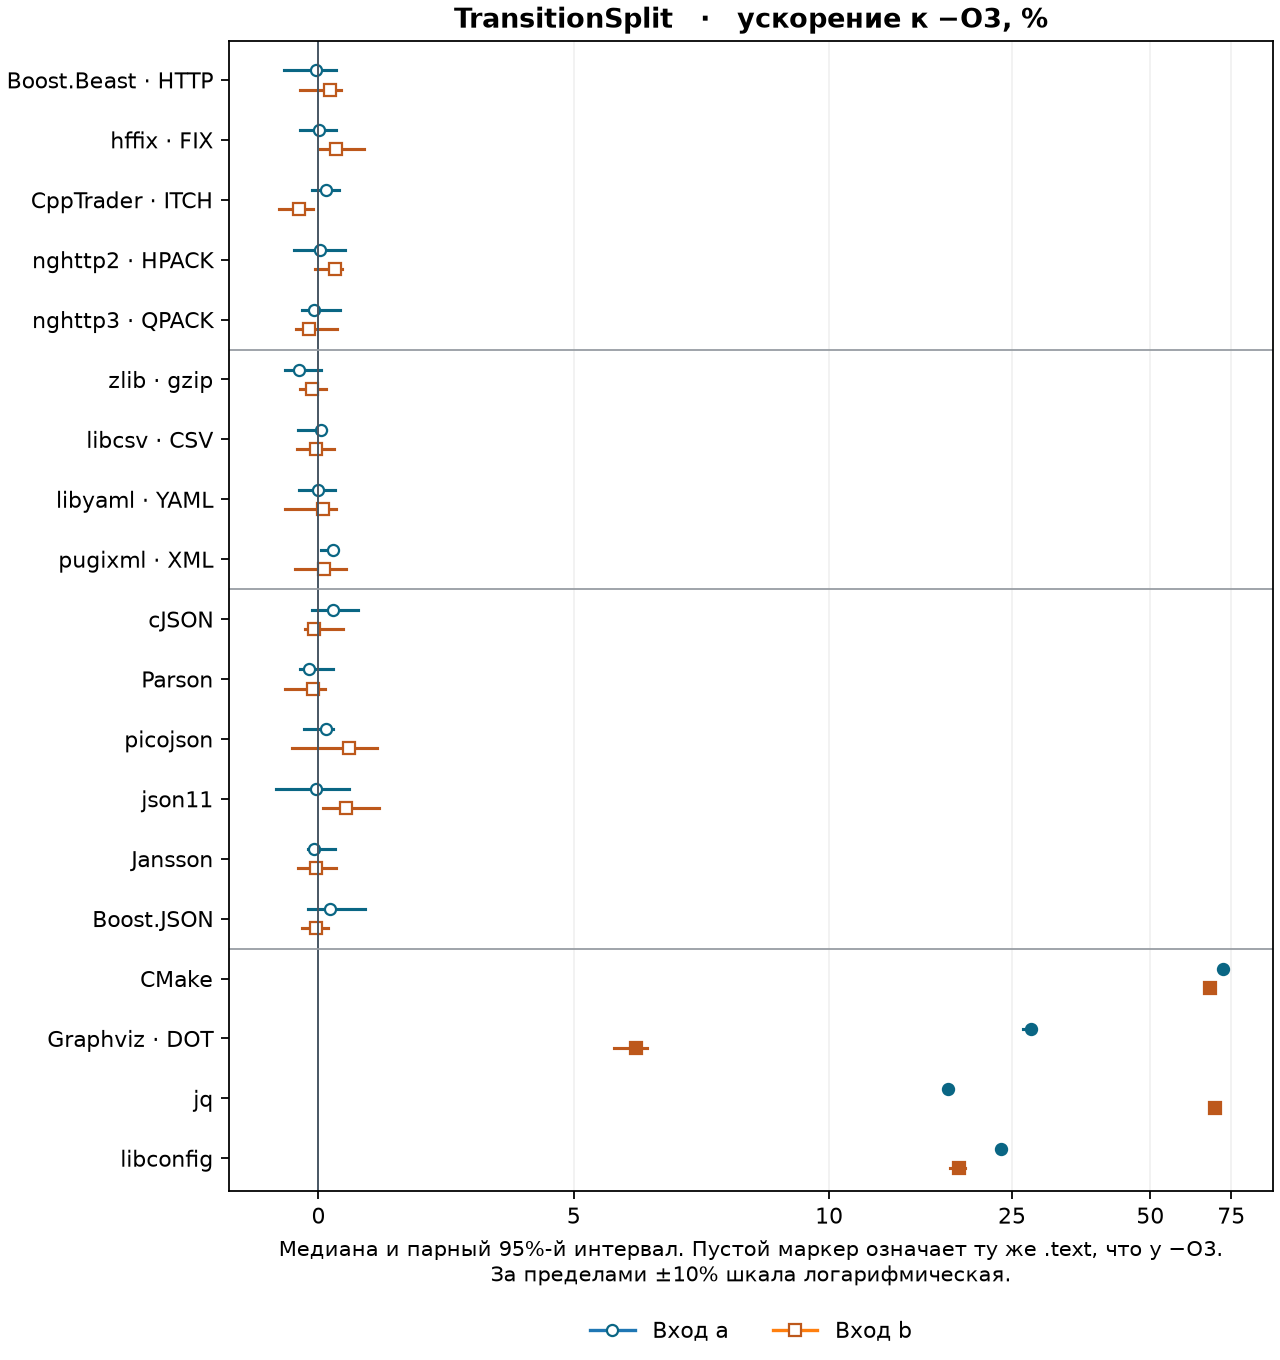 TransitionSplit · ускорение к −O3, %
Boost.Beast · HTTP
hffix · FIX
CppTrader · ITCH
nghttp2 · HPACK
nghttp3 · QPACK
zlib · gzip
libcsv · CSV
libyaml · YAML
pugixml · XML
cJSON
Parson
picojson
json11
Jansson
Boost.JSON
CMake
Graphviz · DOT
jq
libconfig
0 5 10 25 50 75
Медиана и парный 95%-й интервал. Пустой маркер означает ту же .text, что у −O3.
За пределами ±10% шкала логарифмическая.
Вход a Вход b